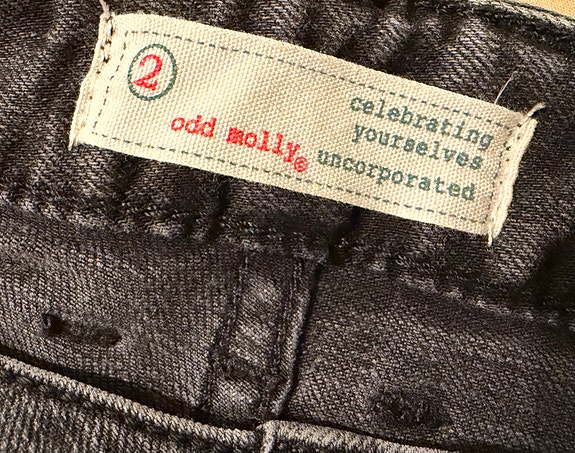 2
odd molly®
celebrating
yourselves
uncorporated